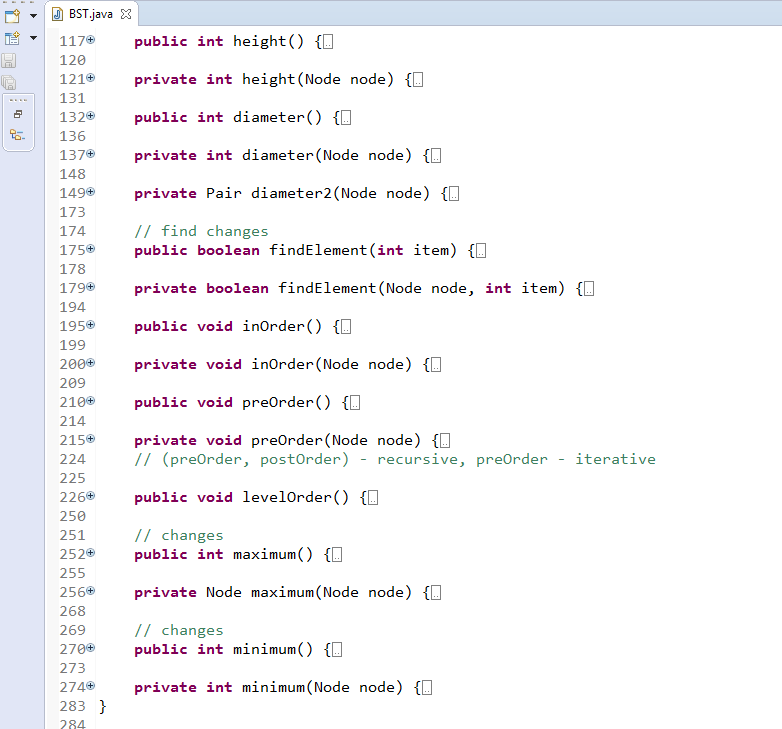 BST.java
117 public int height() {
120
121 private int height(Node node) {
131
132 public int diameter() {
136
137 private int diameter(Node node) {
148
149 private Pair diameter2(Node node) {
173
174 // find changes
175 public boolean findElement(int item) {
178
179 private boolean findElement(Node node, int item) {
194
195 public void inOrder() {
199
200 private void inOrder(Node node) {
209
210 public void preOrder() {
214
215 private void preOrder(Node node) {
224 // (preOrder, postOrder) - recursive, preOrder - iterative
225
226 public void levelOrder() {
250
251 // changes
252 public int maximum() {
255
256 private Node maximum(Node node) {
268
269 // changes
270 public int minimum() {
273
274 private int minimum(Node node) {
283 }
284